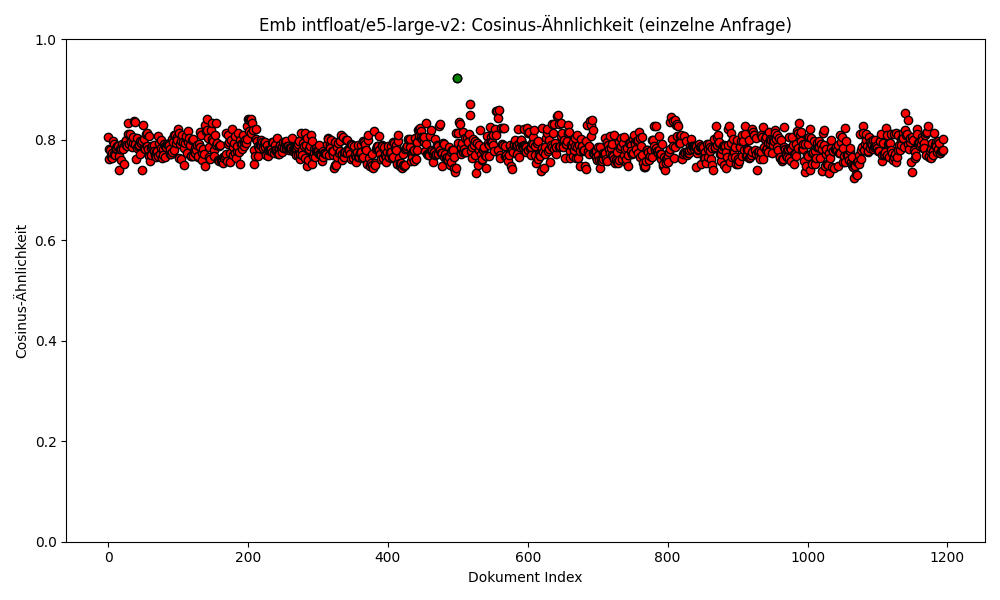 Emb intfloat/e5-large-v2: Cosinus-Ähnlichkeit (einzelne Anfrage)
1.0
0.8
0.6
0.4
0.2
0.0
Cosinus-Ähnlichkeit
0 200 400 600 800 1000 1200
Dokument Index